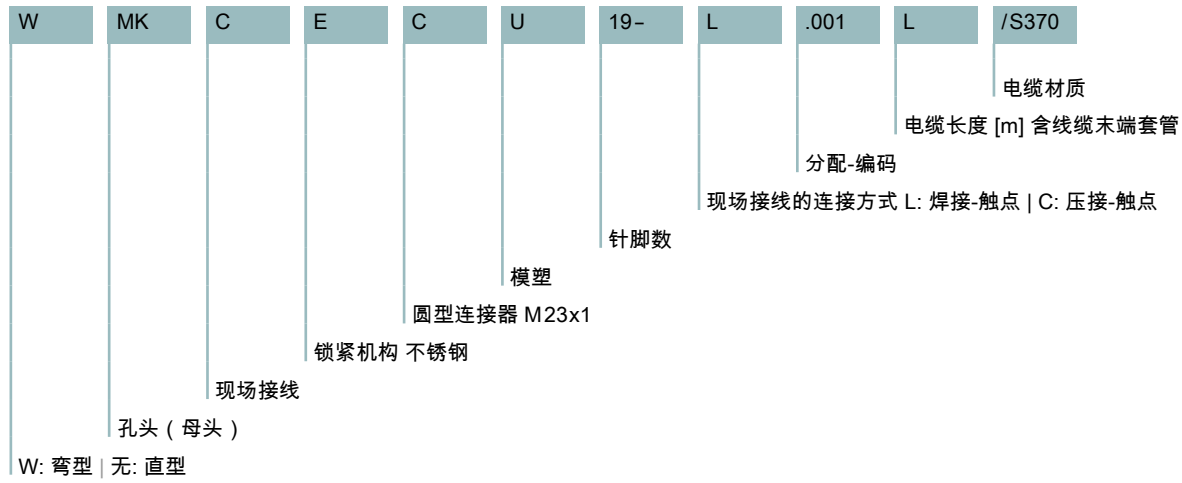 W MK C E C U 19- L .001 L /S370
电缆材质
电缆长度 [m] 含线缆末端套管
分配-编码
现场接线的连接方式 L: 焊接-触点 | C: 压接-触点
针脚数
模塑
圆型连接器 M23x1
锁紧机构 不锈钢
现场接线
孔头（母头）
W: 弯型 | 无: 直型